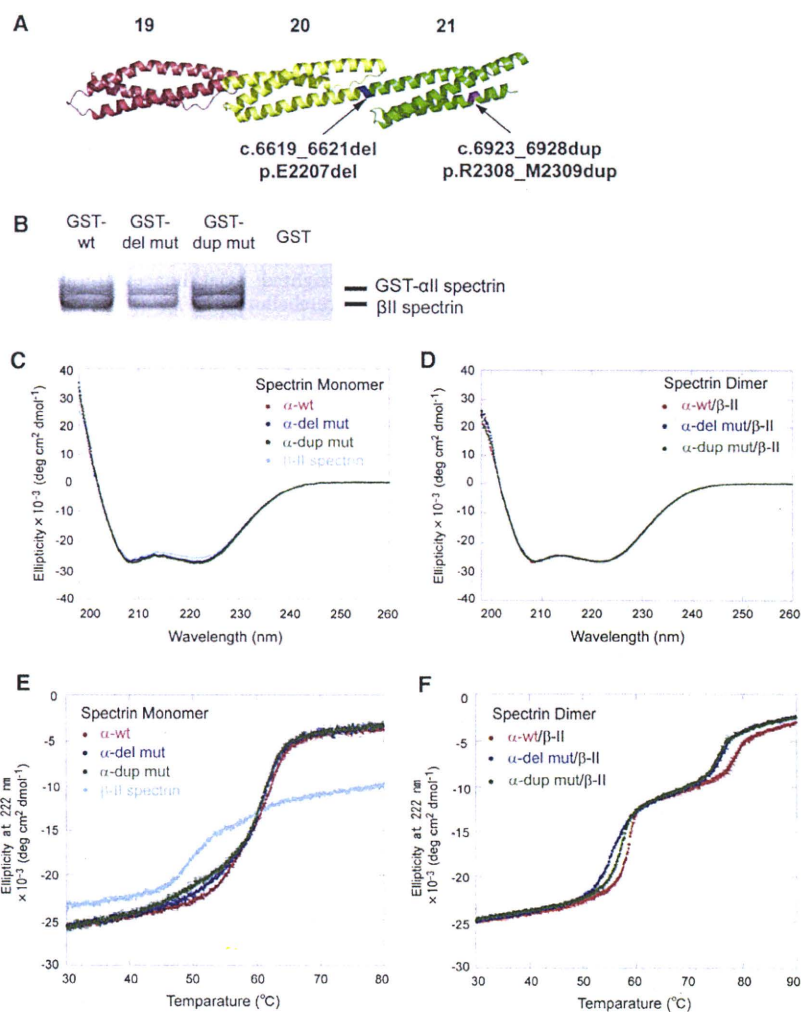 A
19 20 21
c.6619_6621del
p.E2207del
c.6923_6928dup
p.R2308_M2309dup
B
GST-
wt
GST-
del mut
GST-
dup mut
GST
GST-αII spectrin
βII spectrin
C
Spectrin Monomer
α-wt
α-del mut
α-dup mut
β-II spectrin
Ellipticity × 10⁻³ (deg cm² dmol⁻¹)
40
30
20
10
0
-10
-20
-30
-40
200 210 220 230 240 250 260
Wavelength (nm)
D
Spectrin Dimer
α-wt/β-II
α-del mut/β-II
α-dup mut/β-II
Ellipticity × 10⁻³ (deg cm² dmol⁻¹)
40
30
20
10
0
-10
-20
-30
-40
200 210 220 230 240 250 260
Wavelength (nm)
E
Spectrin Monomer
α-wt
α-del mut
α-dup mut
β-II spectrin
Ellipticity at 222 nm
× 10⁻³ (deg cm² dmol⁻¹)
0
-5
-10
-15
-20
-25
-30
30 40 50 60 70 80
Temparature (°C)
F
Spectrin Dimer
α-wt/β-II
α-del mut/β-II
α-dup mut/β-II
Ellipticity at 222 nm
× 10⁻³ (deg cm² dmol⁻¹)
0
-5
-10
-15
-20
-25
-30
30 40 50 60 70 80 90
Temparature (°C)